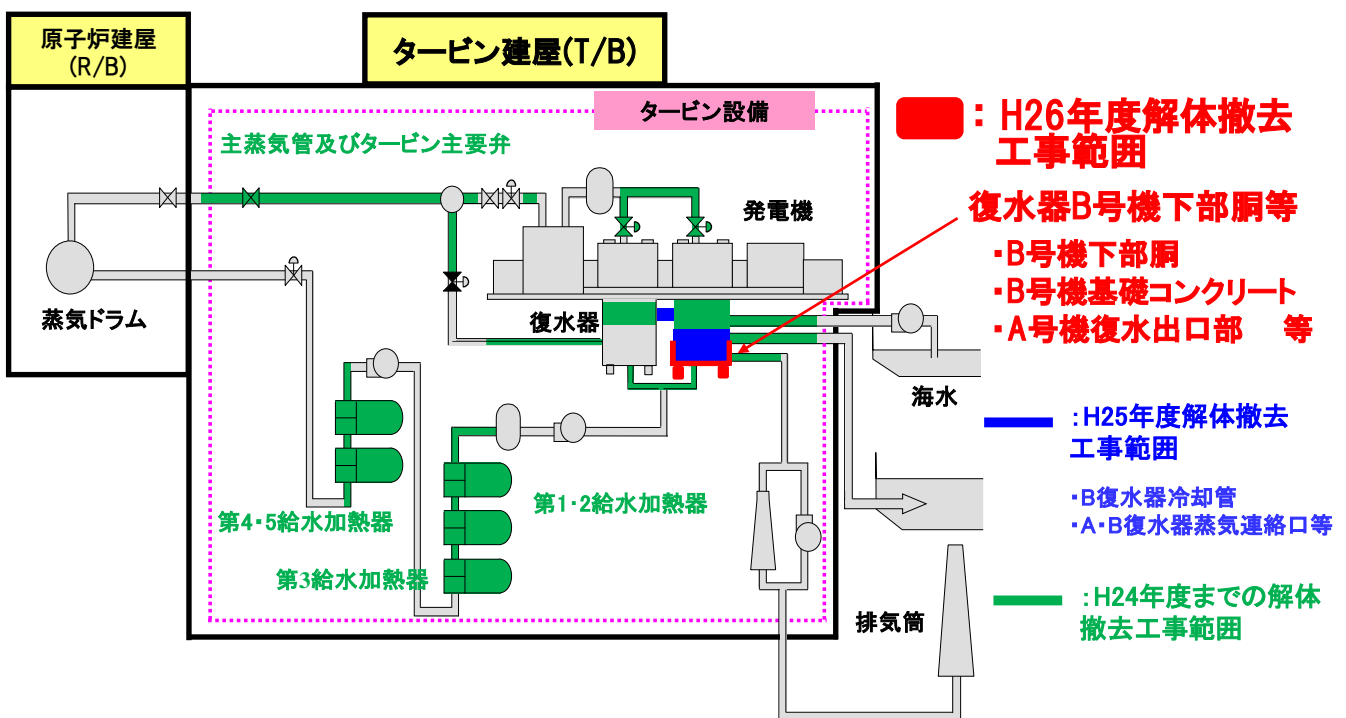 原子炉建屋
(R/B)
タービン建屋(T/B)
タービン設備
主蒸気管及びタービン主要弁
発電機
蒸気ドラム
復水器
海水
第1・2給水加熱器
第4・5給水加熱器
第3給水加熱器
排気筒
：H26年度解体撤去
工事範囲
復水器B号機下部胴等
・B号機下部胴
・B号機基礎コンクリート
・A号機復水出口部　等
：H25年度解体撤去
工事範囲
・B復水器冷却管
・A・B復水器蒸気連絡口等
：H24年度までの解体
撤去工事範囲